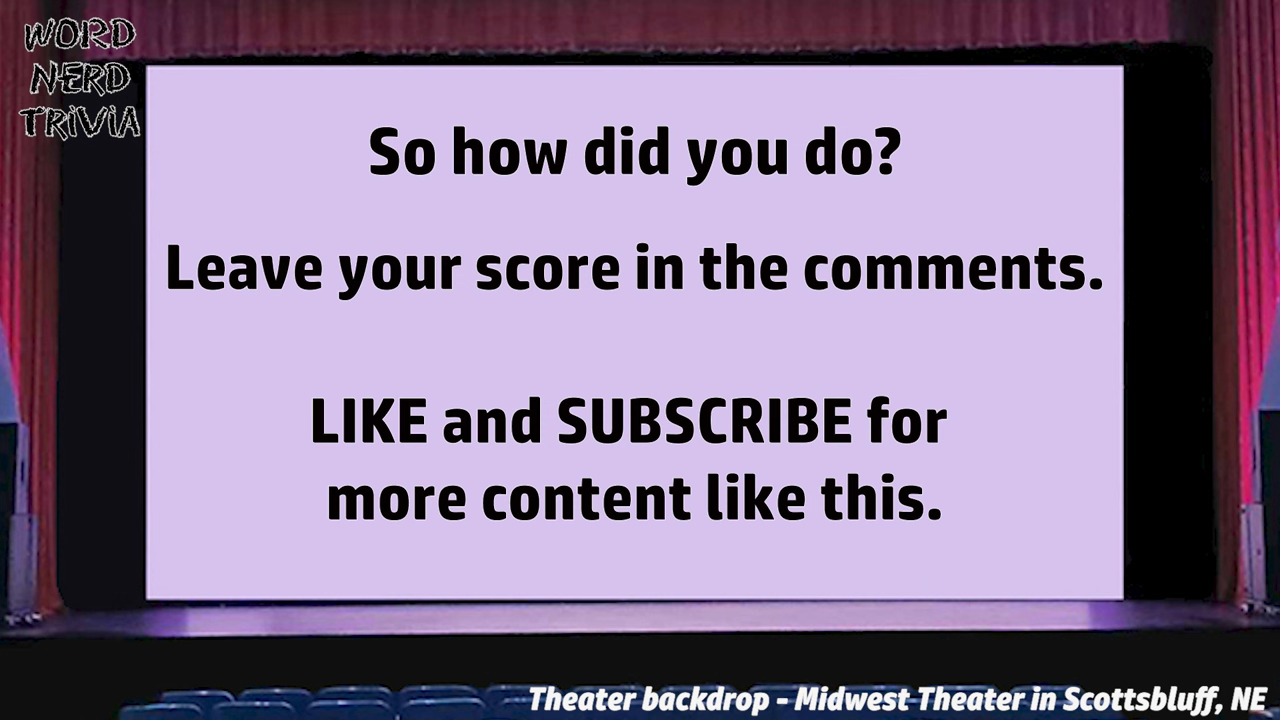 WORD
NERD
TRiViA
So how did you do?
Leave your score in the comments.
LIKE and SUBSCRIBE for
more content like this.
Theater backdrop - Midwest Theater in Scottsbluff, NE